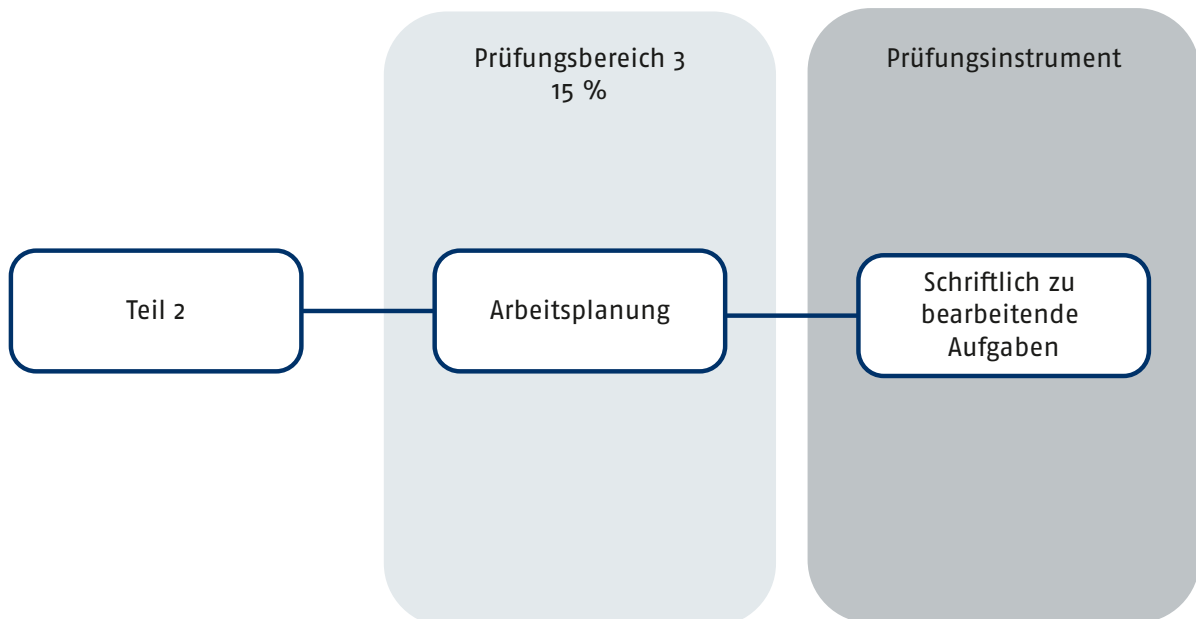 Prüfungsbereich 3
15 %
Prüfungsinstrument
Teil 2
Arbeitsplanung
Schriftlich zu
bearbeitende
Aufgaben